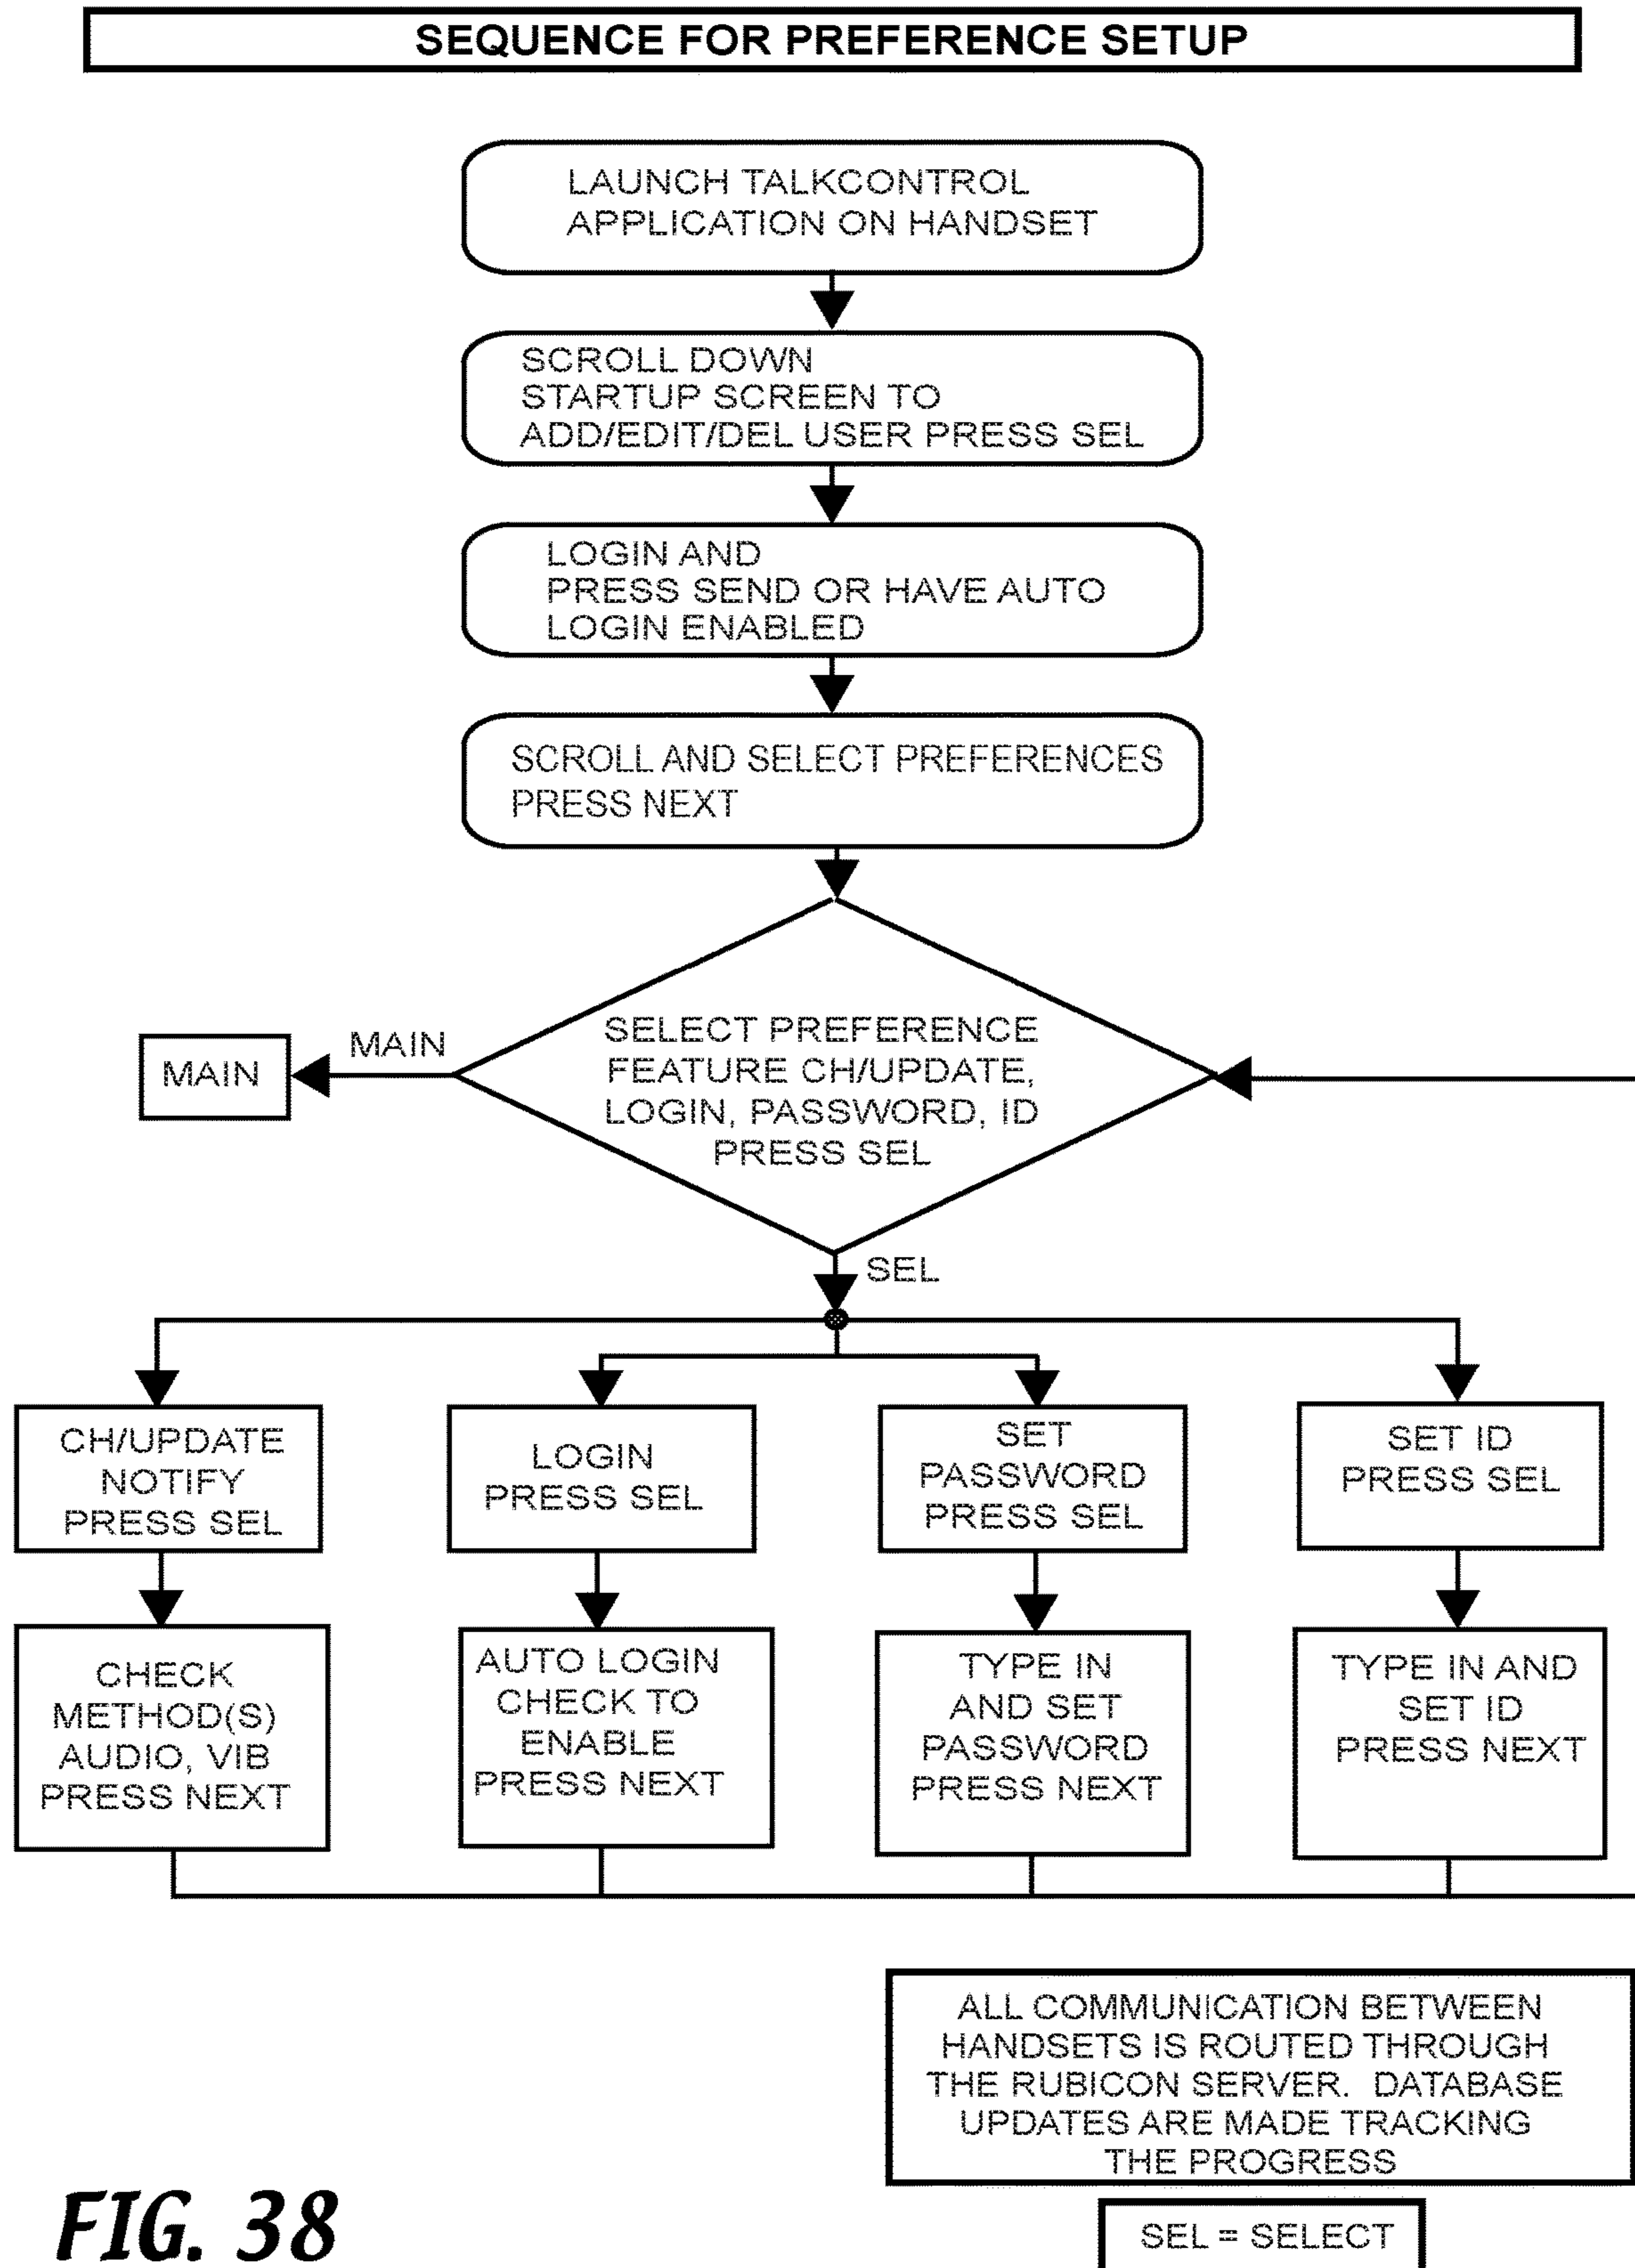 SEQUENCE FOR PREFERENCE SETUP
LAUNCH TALKCONTROL
APPLICATION ON HANDSET
SCROLL DOWN
STARTUP SCREEN TO
ADD/EDIT/DEL USER PRESS SEL
LOGIN AND
PRESS SEND OR HAVE AUTO
LOGIN ENABLED
SCROLL AND SELECT PREFERENCES
PRESS NEXT
SELECT PREFERENCE
FEATURE CH/UPDATE,
LOGIN, PASSWORD, ID
PRESS SEL
MAIN
MAIN
SEL
CH/UPDATE
NOTIFY
PRESS SEL
LOGIN
PRESS SEL
SET
PASSWORD
PRESS SEL
SET ID
PRESS SEL
CHECK
METHOD(S)
AUDIO, VIB
PRESS NEXT
AUTO LOGIN
CHECK TO
ENABLE
PRESS NEXT
TYPE IN
AND SET
PASSWORD
PRESS NEXT
TYPE IN AND
SET ID
PRESS NEXT
ALL COMMUNICATION BETWEEN
HANDSETS IS ROUTED THROUGH
THE RUBICON SERVER. DATABASE
UPDATES ARE MADE TRACKING
THE PROGRESS
SEL = SELECT
FIG. 38